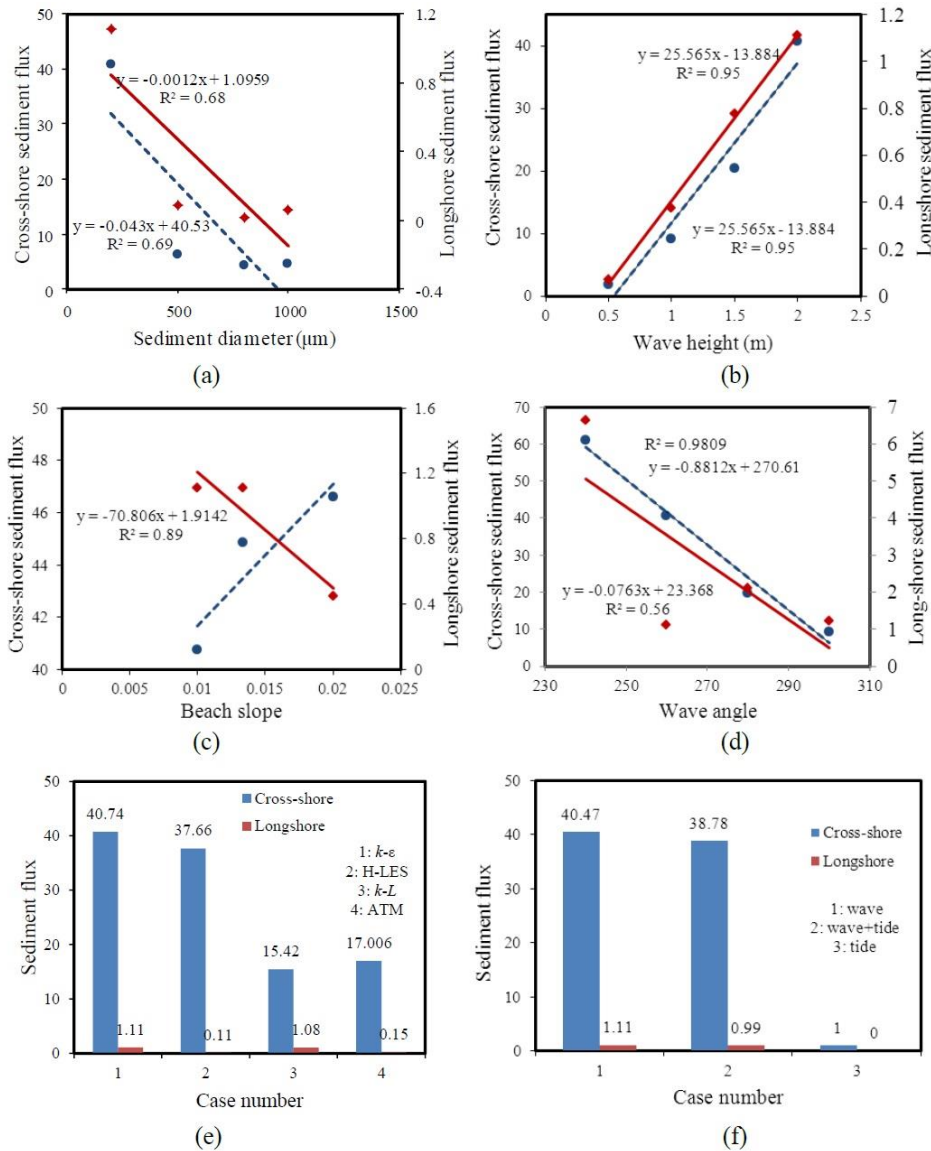 50
40
30
20
10
0
Cross-shore sediment flux
y = -0.0012x + 1.0959
R² = 0.68
y = -0.043x + 40.53
R² = 0.69
1.2
0.8
0.4
0
-0.4
Longshore sediment flux
0 500 1000 1500
Sediment diameter (μm)
(a)
40
30
20
10
0
Cross-shore sediment flux
y = 25.565x - 13.884
R² = 0.95
y = 25.565x - 13.884
R² = 0.95
1.2
1
0.8
0.6
0.4
0.2
0
Longshore sediment flux
0 0.5 1 1.5 2 2.5
Wave height (m)
(b)
50
48
46
44
42
40
Cross-shore sediment flux
y = -70.806x + 1.9142
R² = 0.89
1.6
1.2
0.8
0.4
0
Longshore sediment flux
0 0.005 0.01 0.015 0.02 0.025
Beach slope
(c)
70
60
50
40
30
20
10
0
Cross-shore sediment flux
R² = 0.9809
y = -0.8812x + 270.61
y = -0.0763x + 23.368
R² = 0.56
7
6
5
4
3
2
1
0
Long-shore sediment flux
230 250 270 290 310
Wave angle
(d)
50
40
30
20
10
0
Sediment flux
40.74
37.66
15.42
17.006
1.11
0.11
1.08
0.15
Cross-shore
Longshore
1: k-ε
2: H-LES
3: k-L
4: ATM
1 2 3 4
Case number
(e)
50
40
30
20
10
0
Sediment flux
40.47
38.78
1.11
0.99
1
0
Cross-shore
Longshore
1: wave
2: wave+tide
3: tide
1 2 3
Case number
(f)